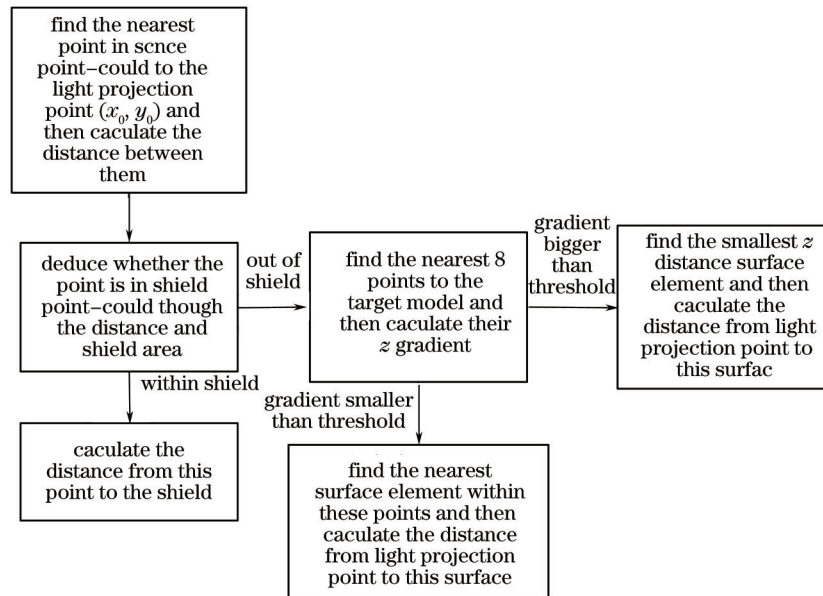 find the nearest
point in scnce
point-could to the
light projection
point (x₀, y₀) and
then caculate the
distance between
them
deduce whether the
point is in shield
point-could though
the distance and
shield area
out of
shield
find the nearest 8
points to the
target model and
then caculate their
z gradient
gradient
bigger
than
threshold
find the smallest z
distance surface
element and then
caculate the
distance from light
projection point to
this surfac
within shield
caculate the
distance from this
point to the shield
gradient smaller
than threshold
find the nearest
surface element within
these points and then
caculate the distance
from light projection
point to this surface